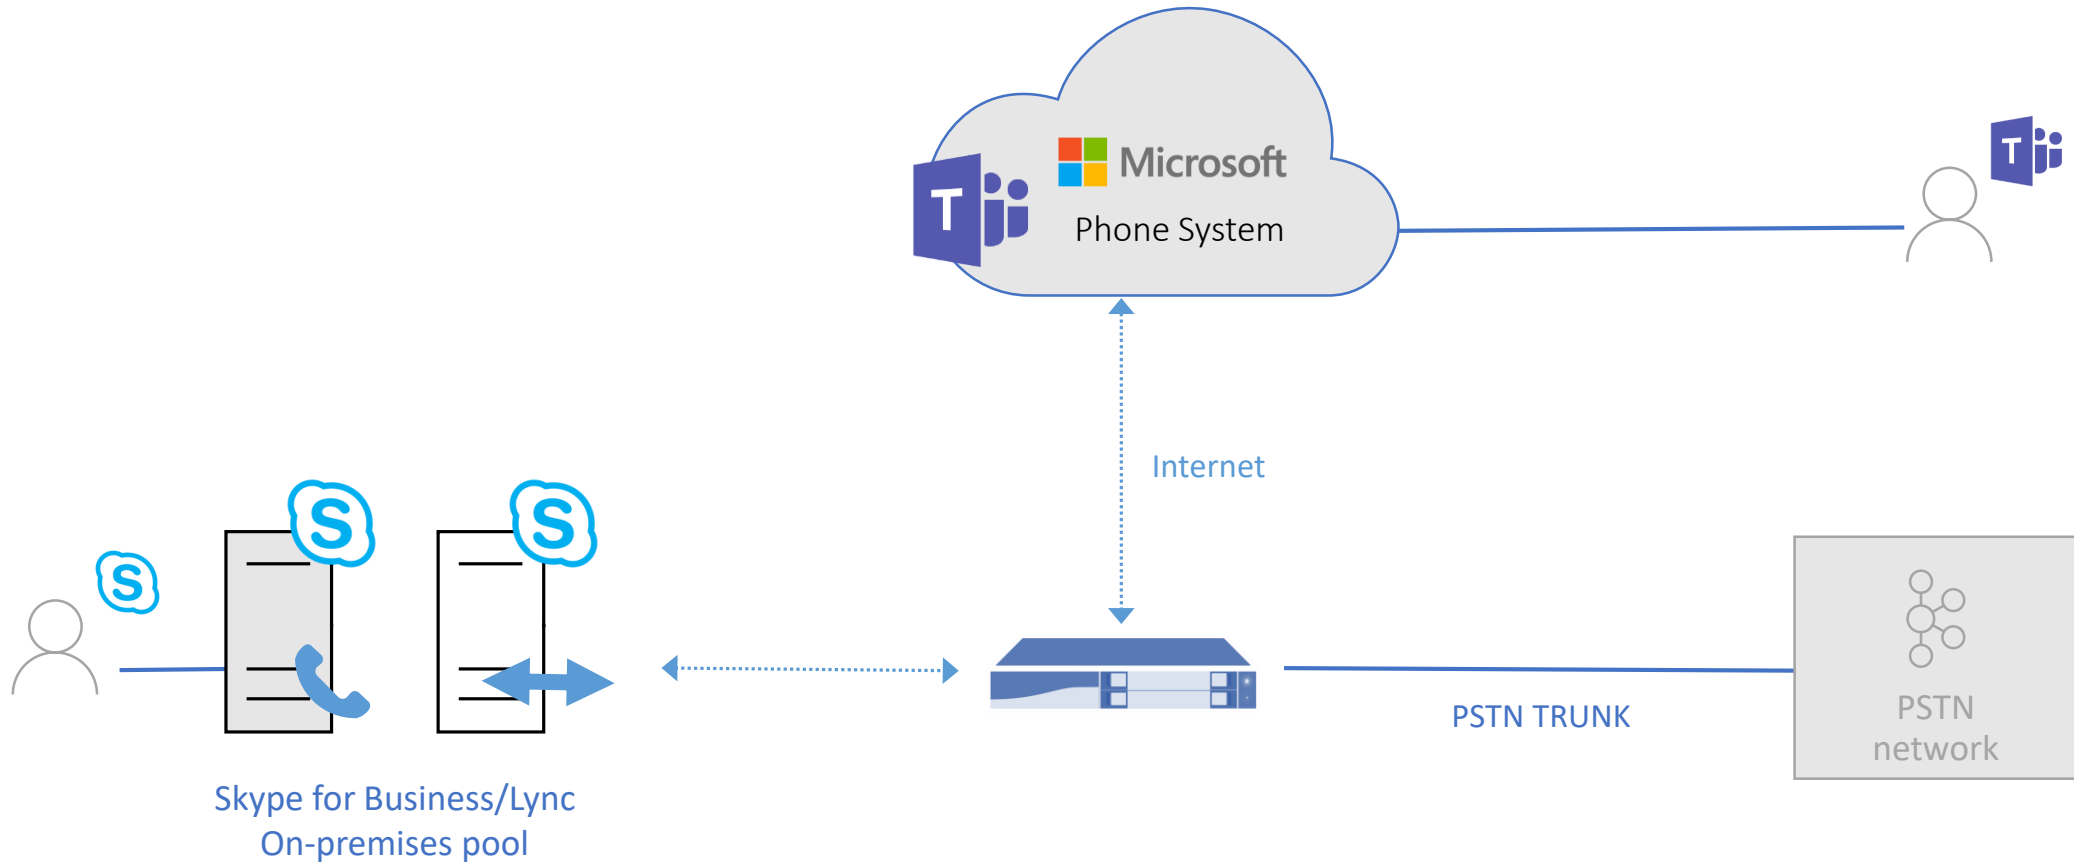 Microsoft
Phone System
T
T
Internet
S
S
S
PSTN TRUNK
PSTN
network
Skype for Business/Lync
On-premises pool